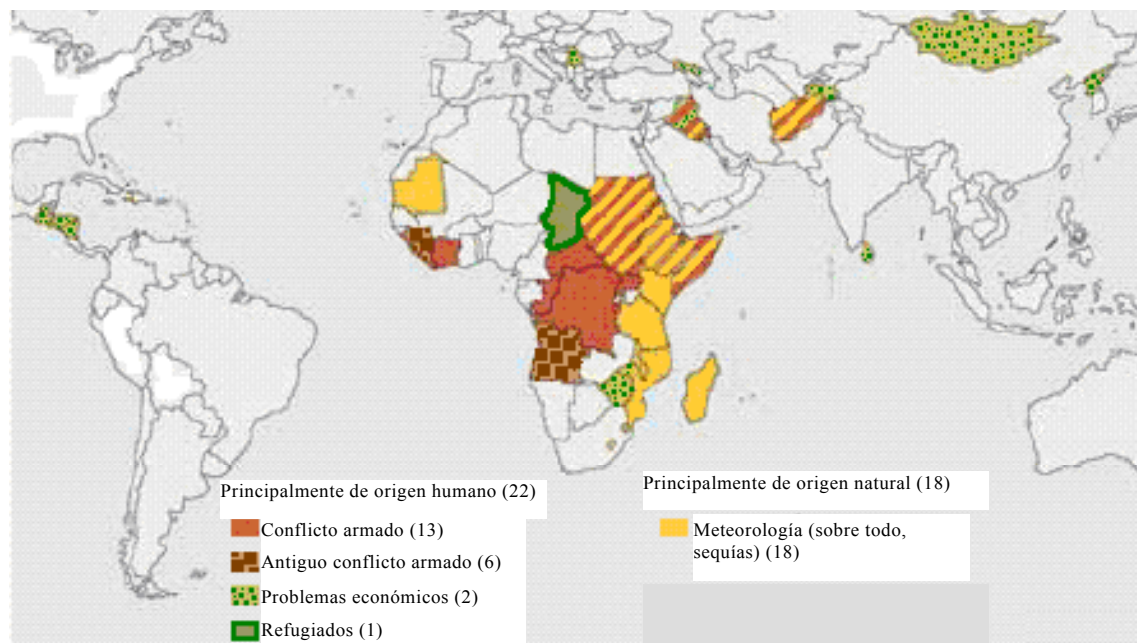 Principalmente de origen humano (22)
Conflicto armado (13)
Antiguo conflicto armado (6)
Problemas económicos (2)
Refugiados (1)
Principalmente de origen natural (18)
Meteorología (sobre todo,
sequías) (18)